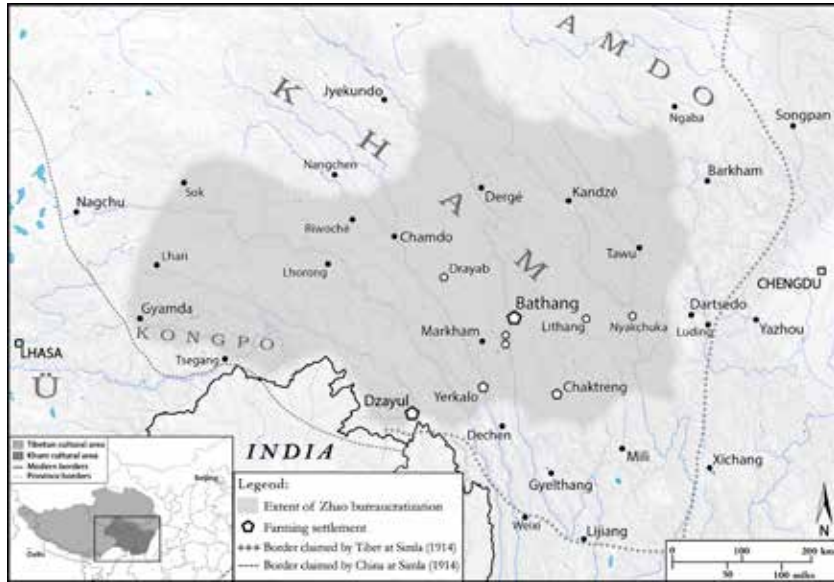 AMDO
KHAM
Jyekundo
Ngaba
Songpan
Nangchen
Barkham
Sok
Dergé
Kandzé
Nagchu
Riwoché
Chamdo
Tawu
Lhari
Lhorong
Drayab
CHENGDU
Bathang
Gyamda
Lithang
Nyakchuka
Dartsedo
Luding
Yazhou
KONGPO
Markham
LHASA
Tsegang
Ü
Yerkalo
Chaktreng
Dzayul
Dechen
INDIA
Mili
Xichang
Gyelthang
Weixi
Lijiang
Tibetan cultural area
Kham cultural area
Modern borders
Province borders
Beijing
Delhi
Legend:
Extent of Zhao bureaucratization
Farming settlement
Border claimed by Tibet at Simla (1914)
Border claimed by China at Simla (1914)
N
0 100 200 km
0 50 100 miles